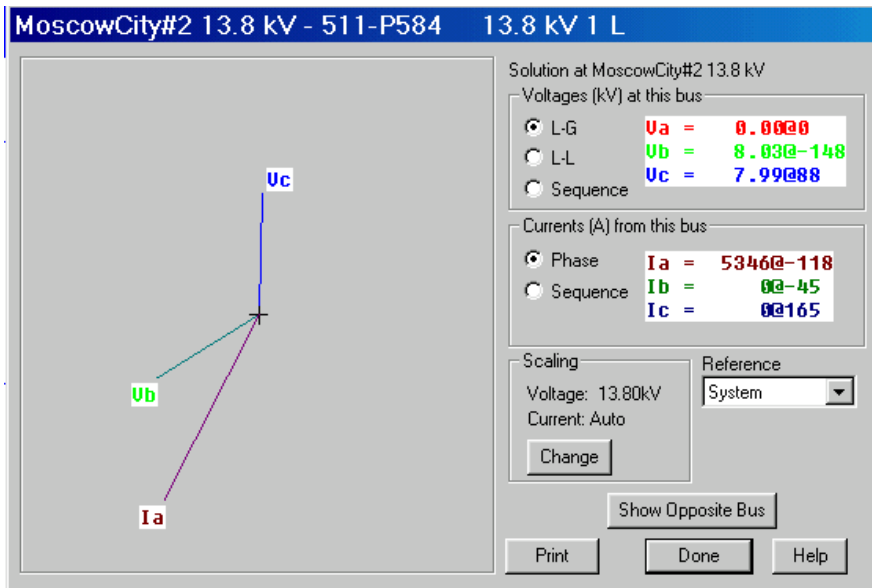 MoscowCity#2 13.8 kV - 511-P584 13.8 kV 1 L
Vc
Vb
Ia
Solution at MoscowCity#2 13.8 kV
Voltages (kV) at this bus
L-G
L-L
Sequence
Va = 0.00@0
Vb = 8.03@-148
Vc = 7.99@88
Currents (A) from this bus
Phase
Sequence
Ia = 5346@-118
Ib = 0@-45
Ic = 0@165
Scaling
Voltage: 13.80kV
Current: Auto
Change
Reference
System
Show Opposite Bus
Print
Done
Help